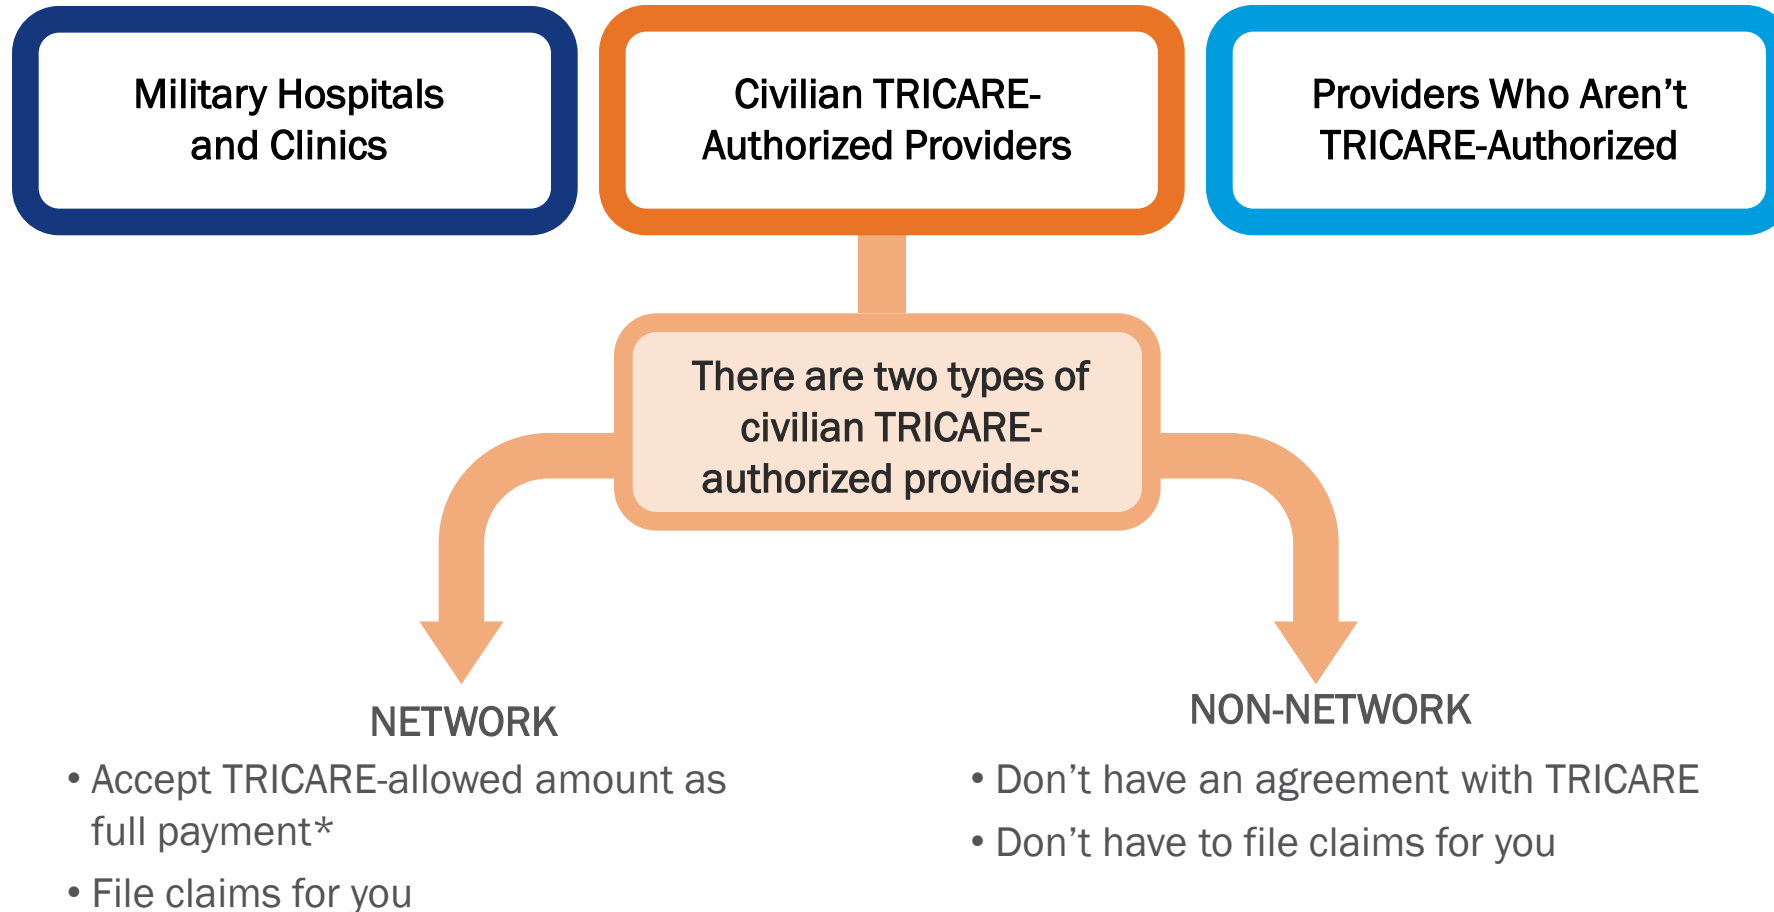 Military Hospitals
and Clinics
Civilian TRICARE-
Authorized Providers
Providers Who Aren’t
TRICARE-Authorized
There are two types of
civilian TRICARE-
authorized providers:
NETWORK
• Accept TRICARE-allowed amount as
full payment*
• File claims for you
NON-NETWORK
• Don’t have an agreement with TRICARE
• Don’t have to file claims for you